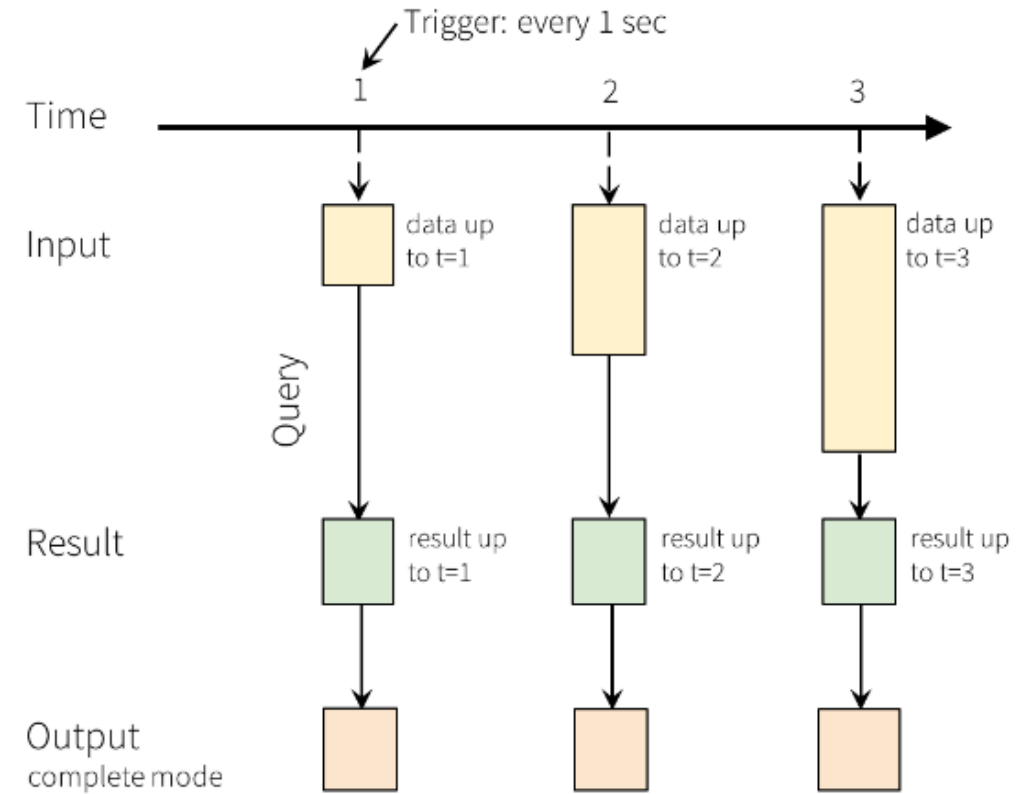 Trigger: every 1 sec
1 2 3
Time
Input
data up
to t=1
data up
to t=2
data up
to t=3
Query
Result
result up
to t=1
result up
to t=2
result up
to t=3
Output
complete mode